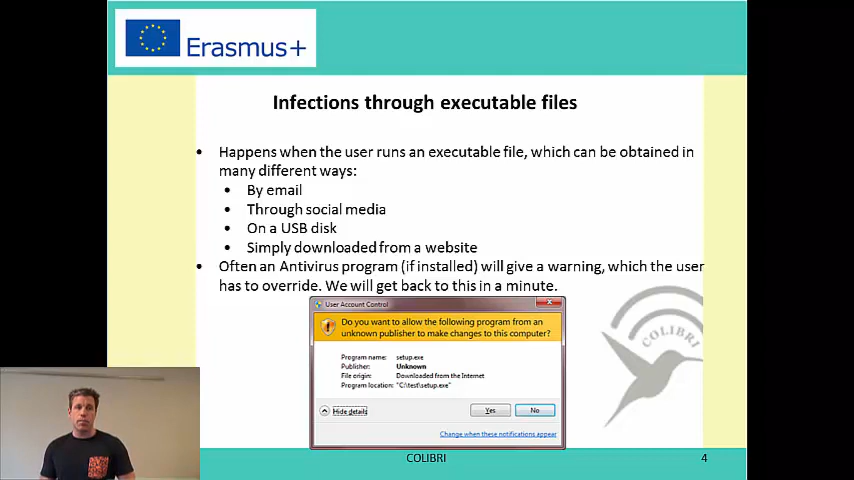 Erasmus+
Infections through executable files
• Happens when the user runs an executable file, which can be obtained in
many different ways:
• By email
• Through social media
• On a USB disk
• Simply downloaded from a website
• Often an Antivirus program (if installed) will give a warning, which the user
has to override. We will get back to this in a minute.
User Account Control
Do you want to allow the following program from an
unknown publisher to make changes to this computer?
Program name: setup.exe
Publisher: Unknown
File origin: Downloaded from the Internet
Program location: "C:\test\setup.exe"
Hide details
Yes No
Change when these notifications appear
COLIBRI
COLIBRI
4